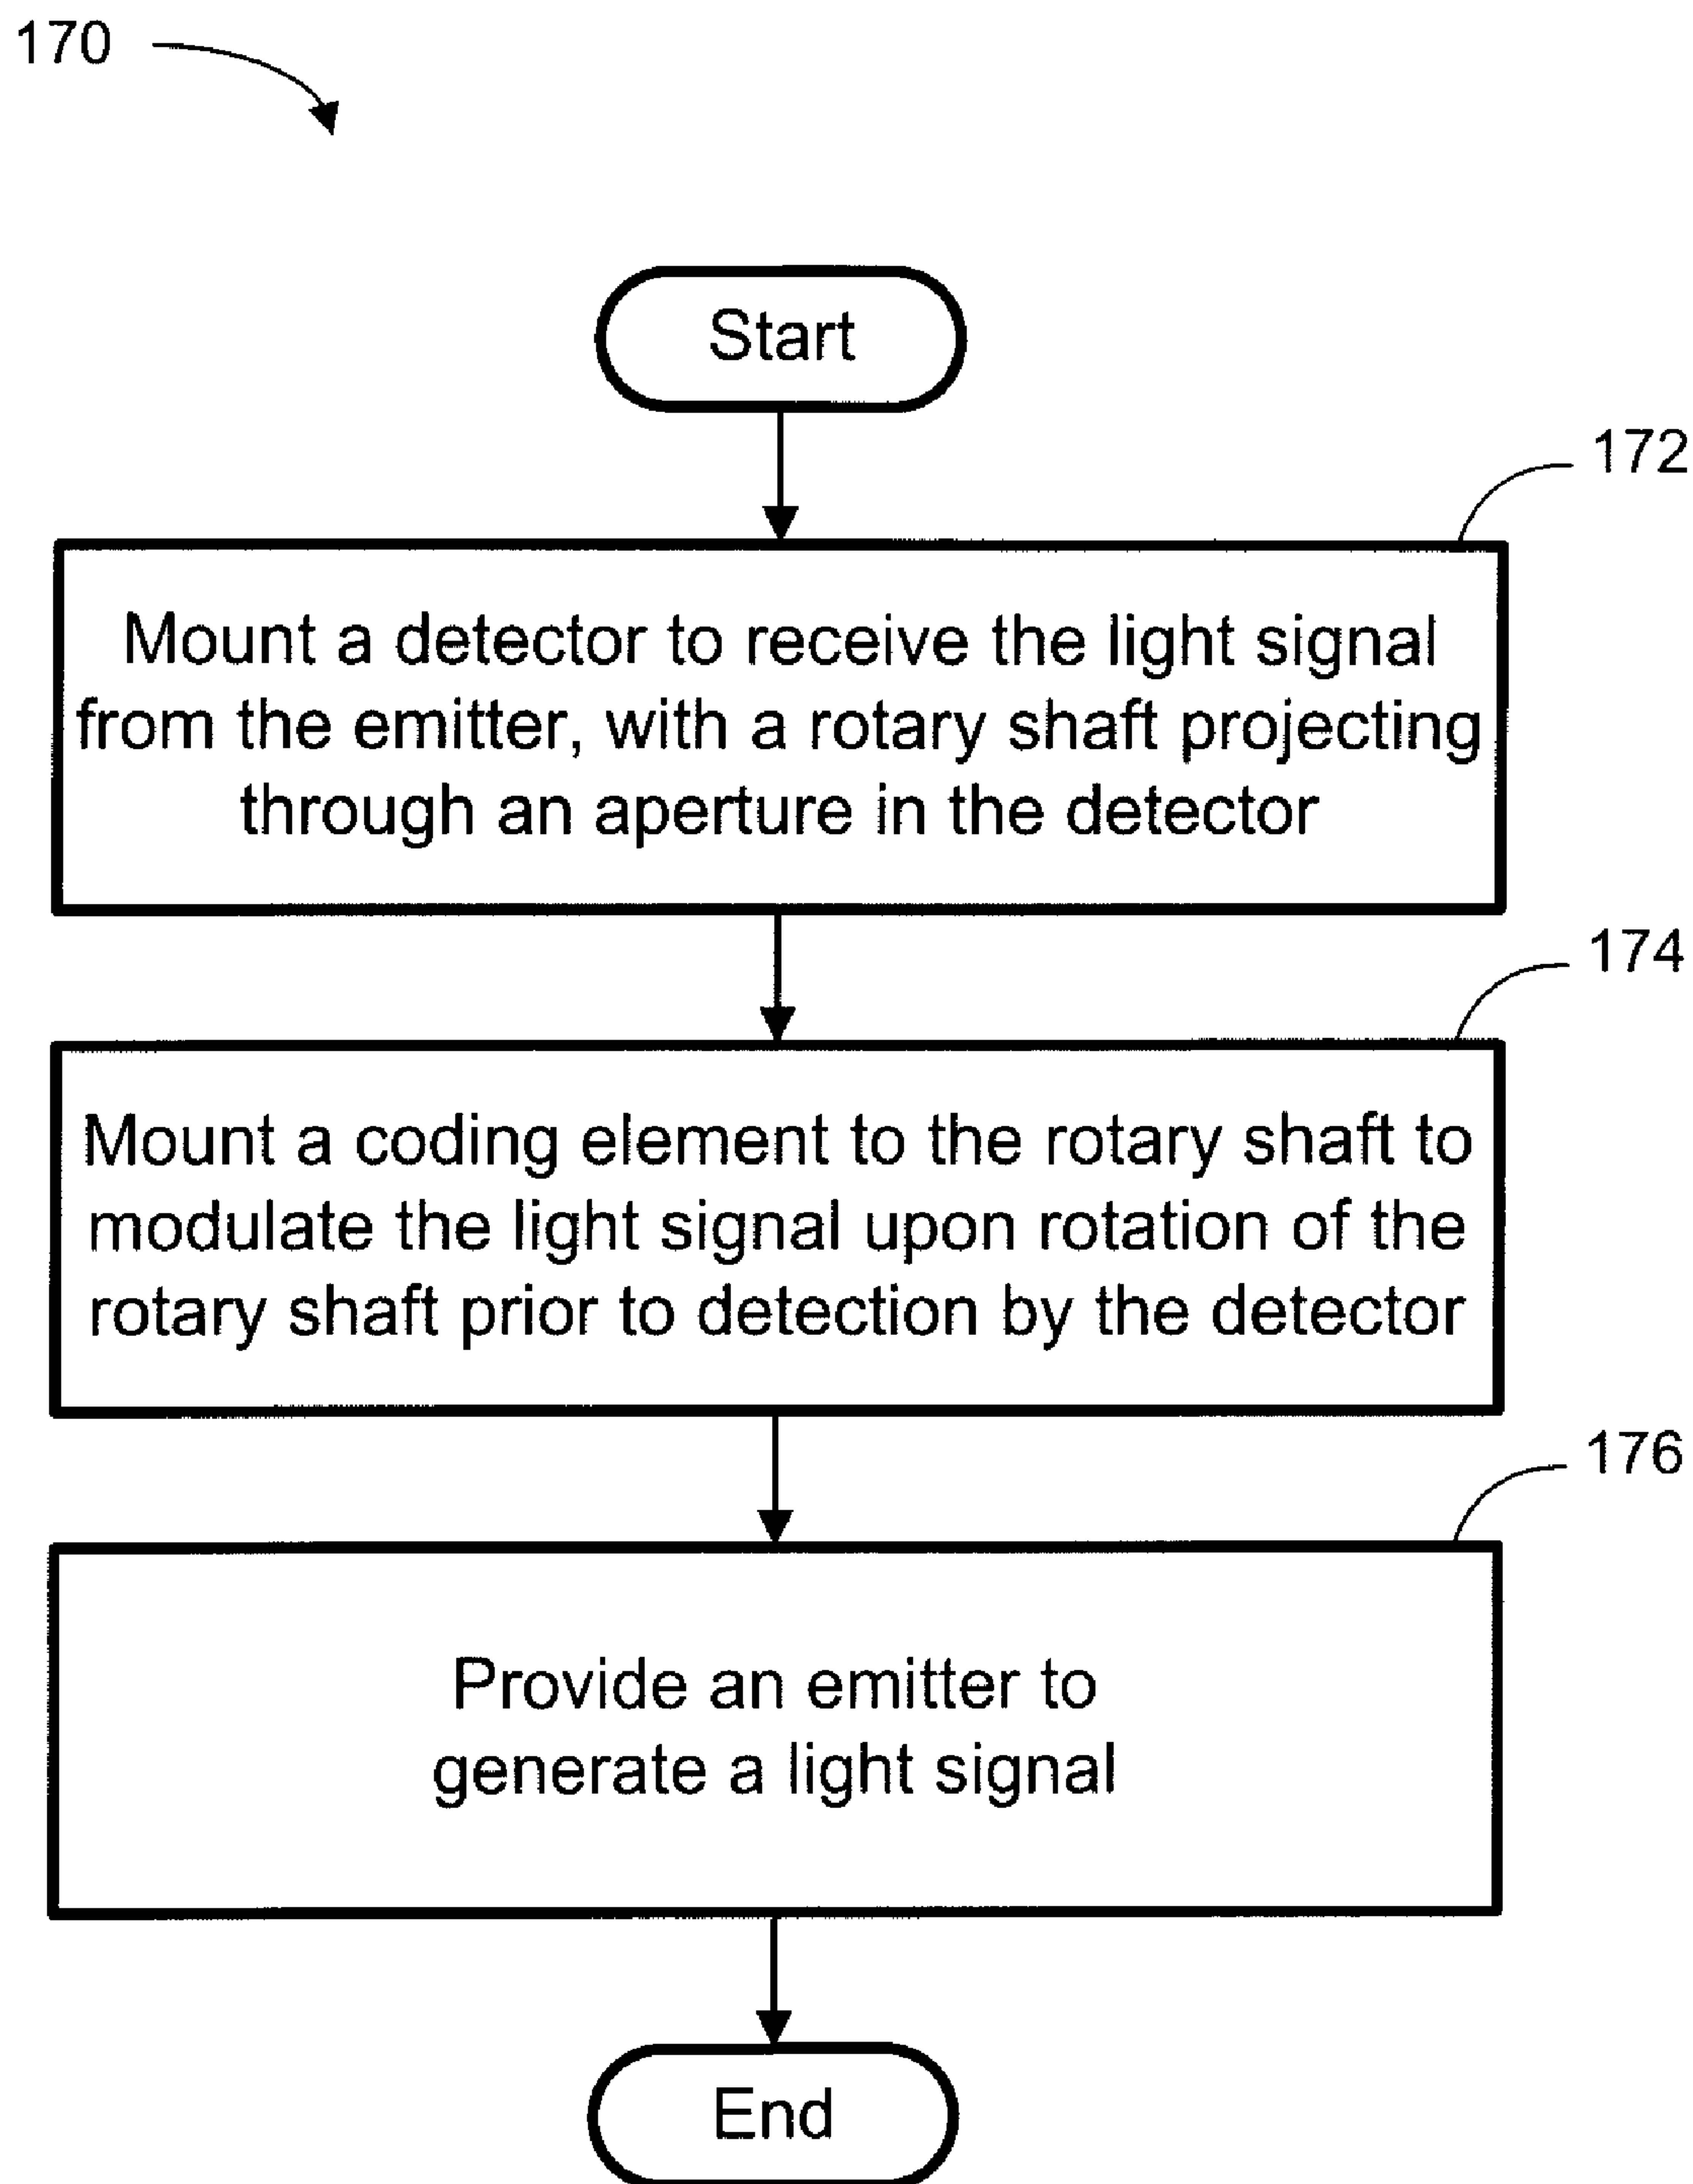 170
Start
172
Mount a detector to receive the light signal
from the emitter, with a rotary shaft projecting
through an aperture in the detector
174
Mount a coding element to the rotary shaft to
modulate the light signal upon rotation of the
rotary shaft prior to detection by the detector
176
Provide an emitter to
generate a light signal
End